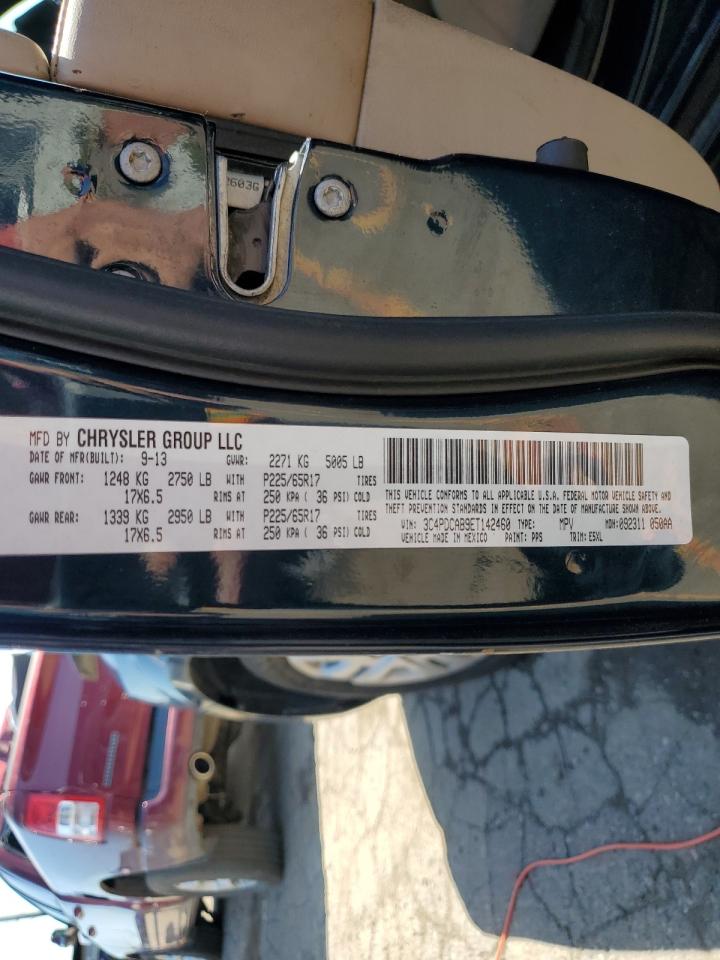 2603G
MFD BY CHRYSLER GROUP LLC
DATE OF MFR(BUILT): 9-13 GVWR: 2271 KG 5005 LB
GAWR FRONT: 1248 KG 2750 LB WITH P225/65R17 TIRES
17X6.5 RIMS AT 250 KPA ( 36 PSI) COLD
GAWR REAR: 1339 KG 2950 LB WITH P225/65R17 TIRES
17X6.5 RIMS AT 250 KPA ( 36 PSI) COLD
THIS VEHICLE CONFORMS TO ALL APPLICABLE U.S.A. FEDERAL MOTOR VEHICLE SAFETY AND
THEFT PREVENTION STANDARDS IN EFFECT ON THE DATE OF MANUFACTURE SHOWN ABOVE.
VIN: 3C4PDCAB9ET142460 TYPE: MPV MDH:092311 050AA
VEHICLE MADE IN MEXICO PAINT: PPS TRIM: E5XL